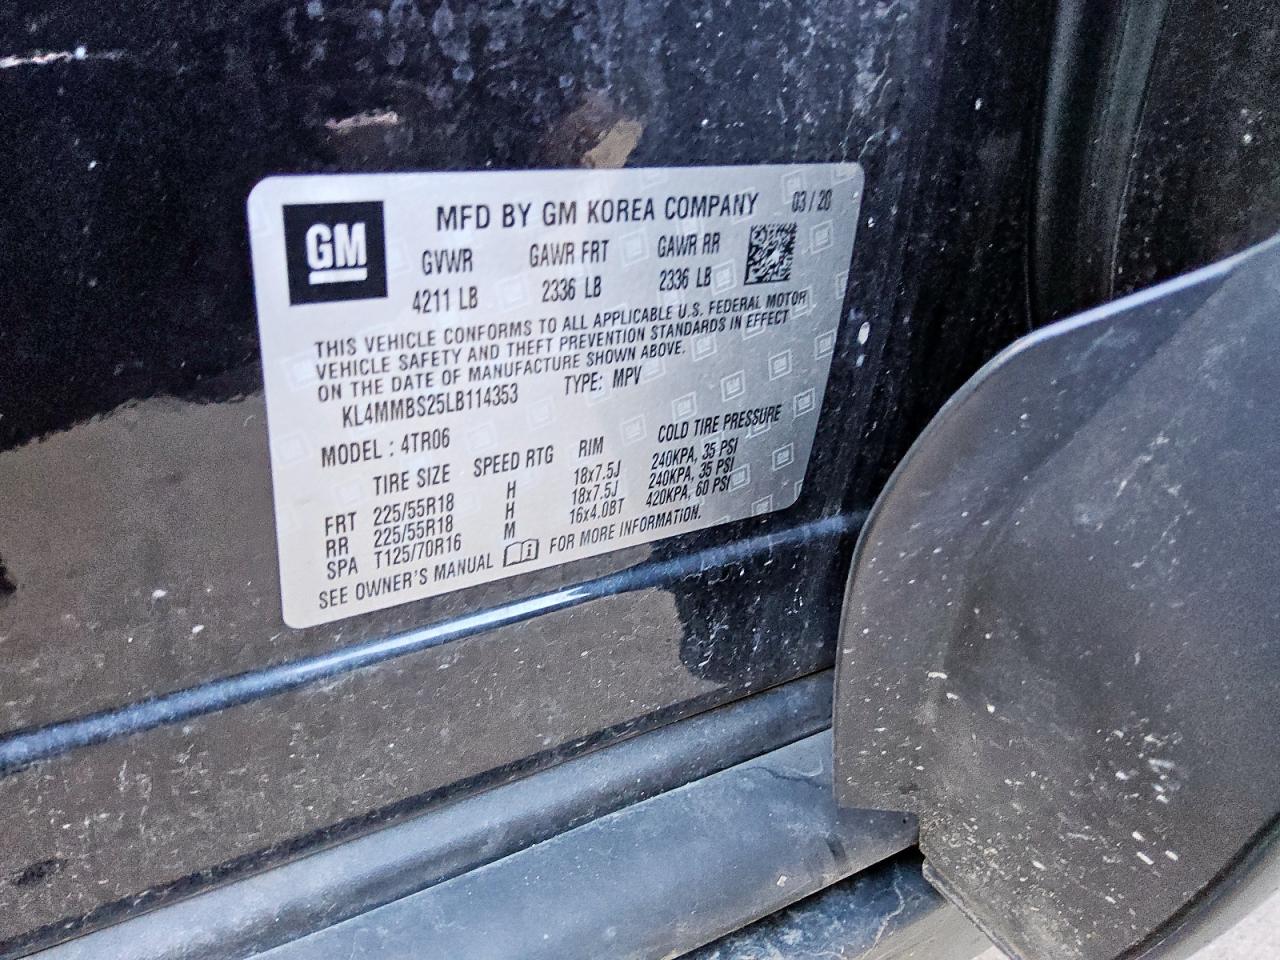 GM
MFD BY GM KOREA COMPANY 03/20
GVWR GAWR FRT GAWR RR
4211 LB 2336 LB 2336 LB
THIS VEHICLE CONFORMS TO ALL APPLICABLE U.S. FEDERAL MOTOR
VEHICLE SAFETY AND THEFT PREVENTION STANDARDS IN EFFECT
ON THE DATE OF MANUFACTURE SHOWN ABOVE.
KL4MMBS25LB114353 TYPE: MPV
MODEL : 4TR06
TIRE SIZE SPEED RTG RIM COLD TIRE PRESSURE
FRT 225/55R18 H 18x7.5J 240KPA, 35 PSI
RR 225/55R18 H 18x7.5J 240KPA, 35 PSI
SPA T125/70R16 M 16x4.0BT 420KPA, 60 PSI
SEE OWNER'S MANUAL FOR MORE INFORMATION.